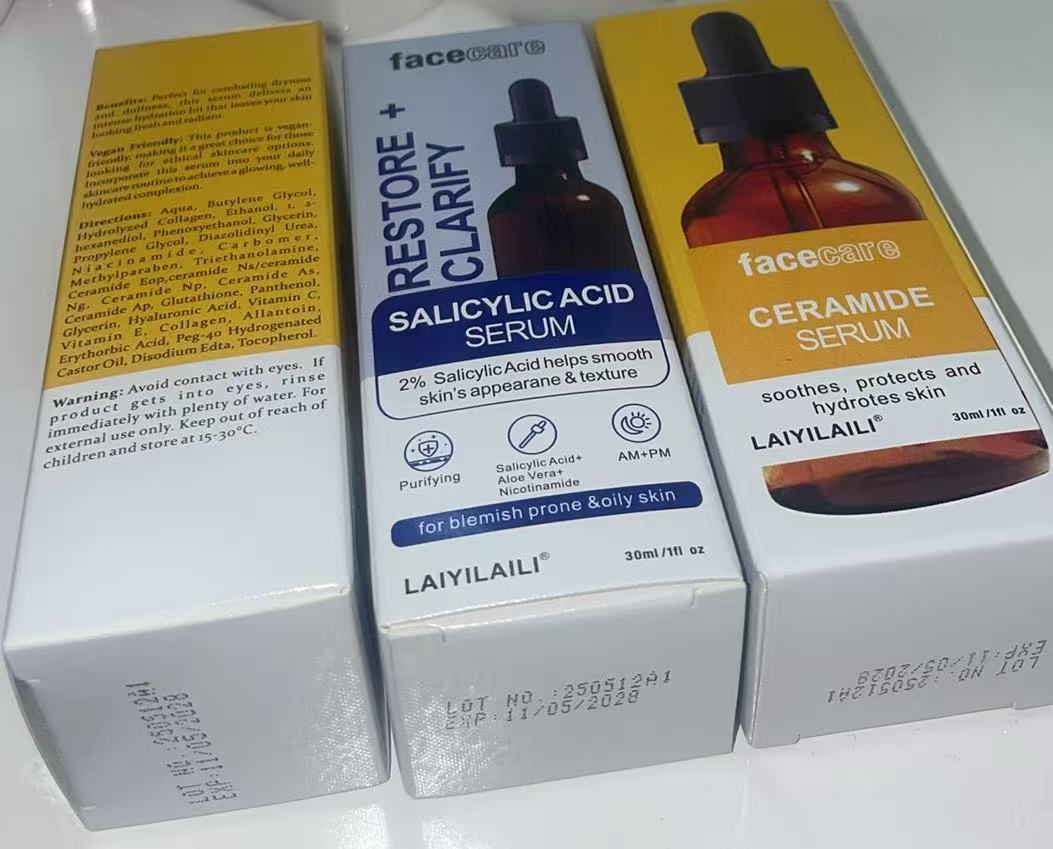 Benefits: Perfect for combating dryness
and dullness, this serum delivers an
intense hydration hit that leaves your skin
looking fresh and radiant.
Vegan Friendly: This product is vegan-
friendly, making it a great choice for those
looking for ethical skincare options.
Incorporate this serum into your daily
skincare routine to achieve a glowing, well-
hydrated complexion.
Directions: Aqua, Butylene Glycol,
Hydrolyzed Collagen, Ethanol, 1, 2-
hexanediol, Phenoxyethanol, Glycerin,
Propylene Glycol, Diazolidinyl Urea,
Niacinamide, Carbomer,
Methylparaben, Triethanolamine,
Ceramide Eop,ceramide Ns/ceramide
Ng, Ceramide Np, Ceramide As,
Ceramide Ap, Glutathione, Panthenol,
Glycerin, Hyaluronic Acid, Vitamin C,
Vitamin E, Collagen, Allantoin,
Erythorbic Acid, Peg-40 Hydrogenated
Castor Oil, Disodium Edta, Tocopherol.
Warning: Avoid contact with eyes. If
product gets into eyes, rinse
immediately with plenty of water. For
external use only. Keep out of reach of
children and store at 15-30°C.
LOT NO.:250512A1
EXP:11/05/2028
facecare
RESTORE +
CLARIFY
SALICYLIC ACID
SERUM
2% Salicylic Acid helps smooth
skin's appearane & texture
Purifying
Salicylic Acid+
Aloe Vera+
Nicotinamide
AM+PM
for blemish prone &oily skin
LAIYILAILI®
30ml /1fl oz
LOT NO.:250512A1
EXP:11/05/2028
facecare
CERAMIDE
SERUM
soothes, protects and
hydrotes skin
30ml /1fl oz
LAIYILAILI®
LOT NO.:250512A1
EXP:11/05/2028